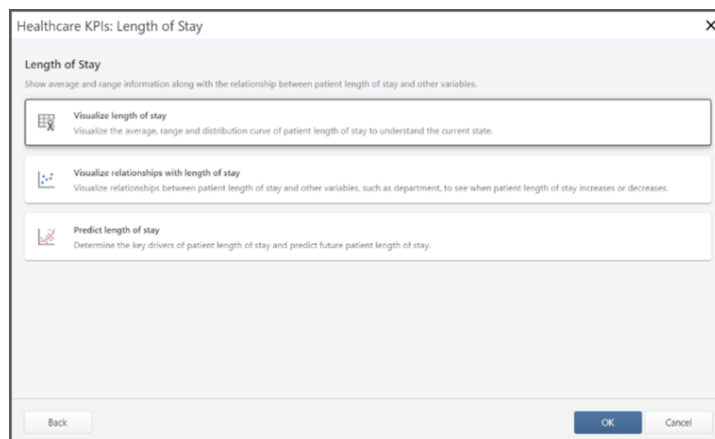 Healthcare KPIs: Length of Stay
Length of Stay
Show average and range information along with the relationship between patient length of stay and other variables.
Visualize length of stay
Visualize the average, range and distribution curve of patient length of stay to understand the current state.
Visualize relationships with length of stay
Visualize relationships between patient length of stay and other variables, such as department, to see when patient length of stay increases or decreases.
Predict length of stay
Determine the key drivers of patient length of stay and predict future patient length of stay.
Back
OK
Cancel